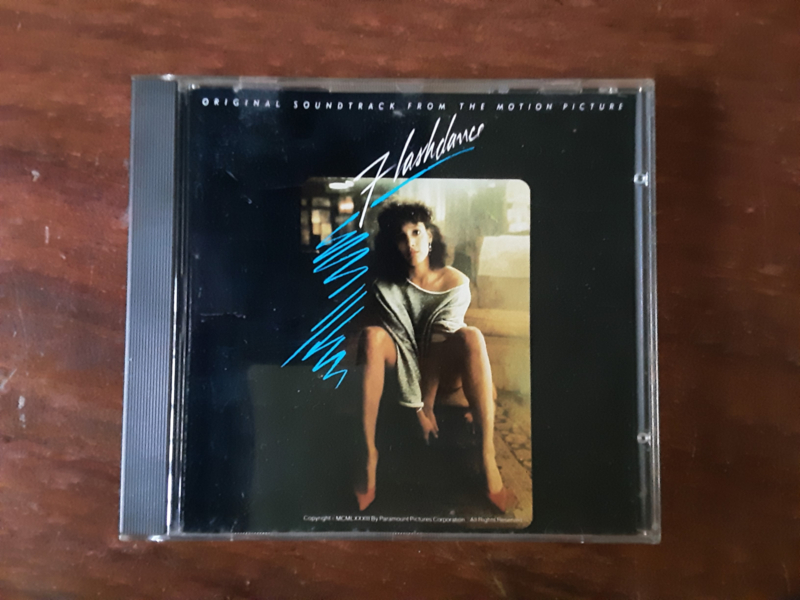 ORIGINAL SOUNDTRACK FROM THE MOTION PICTURE
Flashdance
Copyright © MCMLXXXIII By Paramount Pictures Corporation. All Rights Reserved